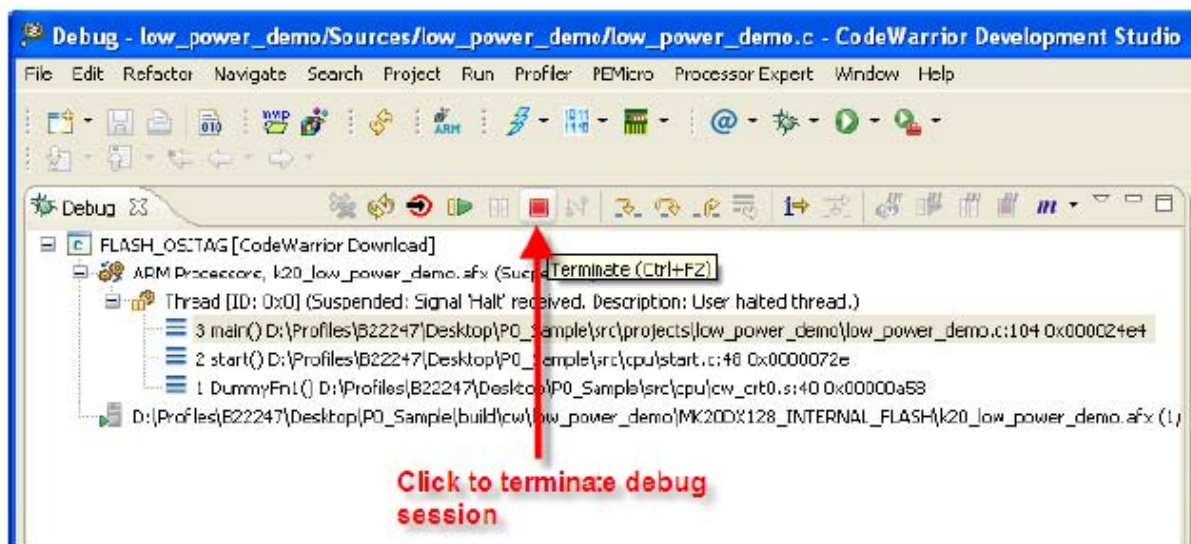 Debug - low_power_demo/Sources/low_power_demo/low_power_demo.c - CodeWarrior Development Studio
File Edit Refactor Navigate Search Project Run Profiler PEMicro Processor Expert Window Help
Debug
FLASH_OSJTAG [CodeWarrior Download]
ARM Processors, k20_low_power_demo.afx (Suspe
Terminate (Ctrl+F2)
Thread [ID: 0x0] (Suspended: Signal 'Halt' received. Description: User halted thread.)
3 main() D:\Profiles\B22247\Desktop\P0_Sample\src\projects\low_power_demo\low_power_demo.c:104 0x000024e4
2 start() D:\Profiles\B22247\Desktop\P0_Sample\src\cpu\start.c:48 0x0000072e
1 DummyFn1() D:\Profiles\B22247\Desktop\P0_Sample\src\cpu\cw_crt0.s:40 0x00000a58
D:\Profiles\B22247\Desktop\P0_Sample\build\cw\low_power_demo\MK20DX128_INTERNAL_FLASH\k20_low_power_demo.afx (1/
Click to terminate debug
session